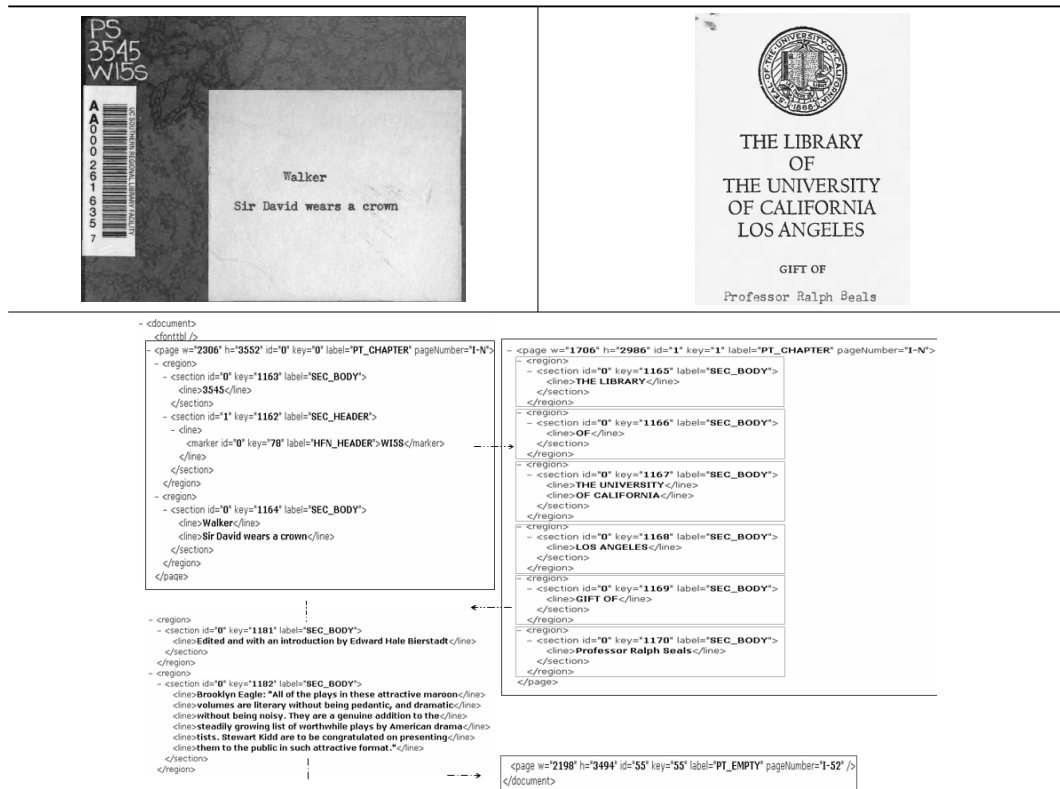 PS
3545
W15S
AA000261635 7
UC SOUTHERN REGIONAL LIBRARY FACILITY
Walker
Sir David wears a crown
SEAL OF THE UNIVERSITY OF CALIFORNIA
1868
THE LIBRARY
OF
THE UNIVERSITY
OF CALIFORNIA
LOS ANGELES
GIFT OF
Professor Ralph Beals
- <document>
<fonttbl />
- <page w="2306" h="3552" id="0" key="0" label="PT_CHAPTER" pageNumber="I-N">
- <region>
- <section id="0" key="1163" label="SEC_BODY">
<line>3545</line>
</section>
- <section id="1" key="1162" label="SEC_HEADER">
- <line>
<marker id="0" key="78" label="HFN_HEADER">WI5S</marker>
</line>
</section>
</region>
- <region>
- <section id="0" key="1164" label="SEC_BODY">
<line>Walker</line>
<line>Sir David wears a crown</line>
</section>
</region>
</page>
- <page w="1706" h="2986" id="1" key="1" label="PT_CHAPTER" pageNumber="I-N">
- <region>
- <section id="0" key="1165" label="SEC_BODY">
<line>THE LIBRARY</line>
</section>
</region>
- <region>
- <section id="0" key="1166" label="SEC_BODY">
<line>OF</line>
</section>
</region>
- <region>
- <section id="0" key="1167" label="SEC_BODY">
<line>THE UNIVERSITY</line>
<line>OF CALIFORNIA</line>
</section>
</region>
- <region>
- <section id="0" key="1168" label="SEC_BODY">
<line>LOS ANGELES</line>
</section>
</region>
- <region>
- <section id="0" key="1169" label="SEC_BODY">
<line>GIFT OF</line>
</section>
</region>
- <region>
- <section id="0" key="1170" label="SEC_BODY">
<line>Professor Ralph Seals</line>
</section>
</region>
</page>
- <region>
- <section id="0" key="1181" label="SEC_BODY">
<line>Edited and with an introduction by Edward Hale Bierstadt</line>
</section>
</region>
- <region>
- <section id="0" key="1182" label="SEC_BODY">
<line>Brooklyn Eagle: "All of the plays in these attractive maroon</line>
<line>volumes are literary without being pedantic, and dramatic</line>
<line>without being noisy. They are a genuine addition to the</line>
<line>steadily growing list of worthwhile plays by American drama</line>
<line>tists. Stewart Kidd are to be congratulated on presenting</line>
<line>them to the public in such attractive format."</line>
</section>
</region>
<page w="2198" h="3494" id="55" key="55" label="PT_EMPTY" pageNumber="I-52" />
</document>